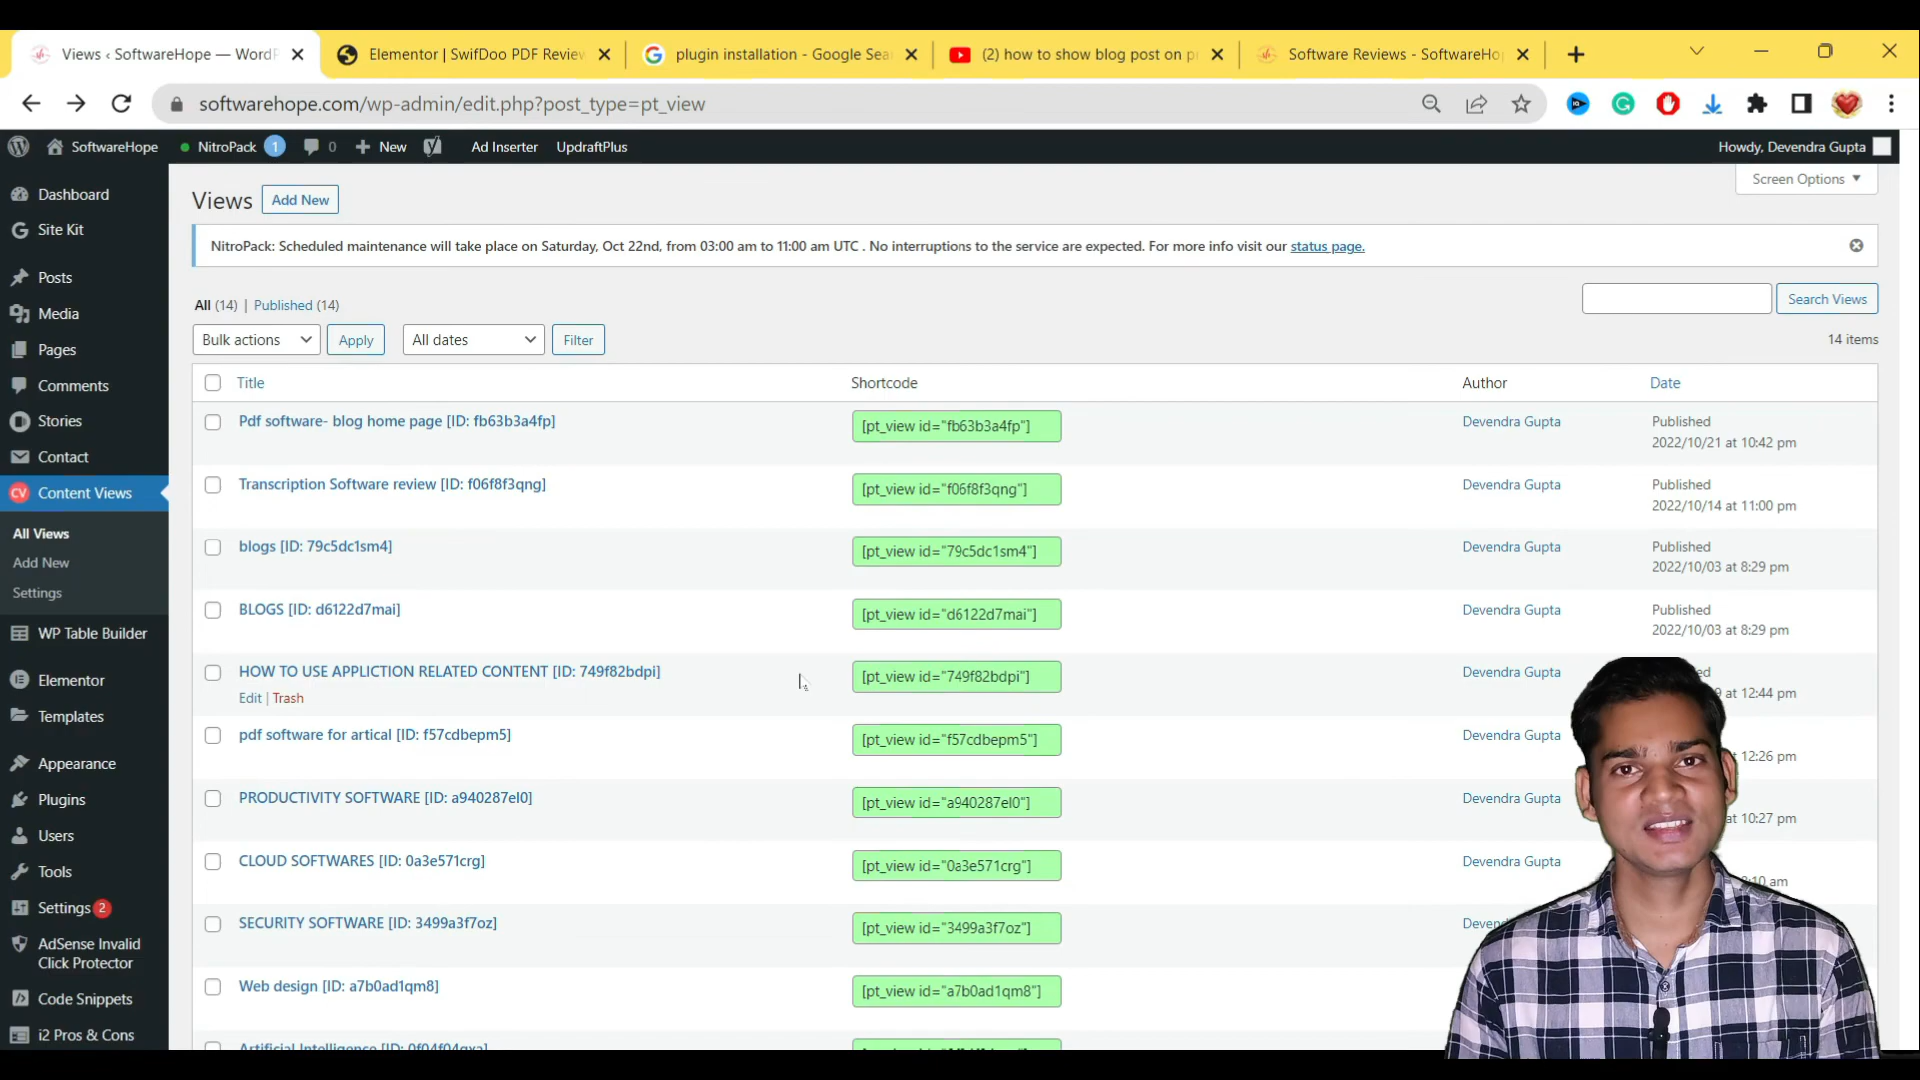 Views ‹ SoftwareHope — WordP
Elementor | SwifDoo PDF Review
plugin installation - Google Sea
(2) how to show blog post on p
Software Reviews - SoftwareHo
softwarehope.com/wp-admin/edit.php?post_type=pt_view
SoftwareHope
NitroPack 1
0
New
Ad Inserter
UpdraftPlus
Howdy, Devendra Gupta
Dashboard
Site Kit
Posts
Media
Pages
Comments
Stories
Contact
CV Content Views
All Views
Add New
Settings
WP Table Builder
Elementor
Templates
Appearance
Plugins
Users
Tools
Settings 2
AdSense Invalid
Click Protector
Code Snippets
i2 Pros & Cons
Screen Options
Views Add New
NitroPack: Scheduled maintenance will take place on Saturday, Oct 22nd, from 03:00 am to 11:00 am UTC . No interruptions to the service are expected. For more info visit our status page.
All (14) | Published (14)
Search Views
Bulk actions Apply All dates Filter 14 items
Title Shortcode Author Date
Pdf software- blog home page [ID: fb63b3a4fp] [pt_view id="fb63b3a4fp"] Devendra Gupta Published
2022/10/21 at 10:42 pm
Transcription Software review [ID: f06f8f3qng] [pt_view id="f06f8f3qng"] Devendra Gupta Published
2022/10/14 at 11:00 pm
blogs [ID: 79c5dc1sm4] [pt_view id="79c5dc1sm4"] Devendra Gupta Published
2022/10/03 at 8:29 pm
BLOGS [ID: d6122d7mai] [pt_view id="d6122d7mai"] Devendra Gupta Published
2022/10/03 at 8:29 pm
HOW TO USE APPLICTION RELATED CONTENT [ID: 749f82bdpi] [pt_view id="749f82bdpi"] Devendra Gupta
Edit | Trash at 12:44 pm
pdf software for artical [ID: f57cdbepm5] [pt_view id="f57cdbepm5"] Devendra Gupta
at 12:26 pm
PRODUCTIVITY SOFTWARE [ID: a940287el0] [pt_view id="a940287el0"] Devendra Gupta
at 10:27 pm
CLOUD SOFTWARES [ID: 0a3e571crg] [pt_view id="0a3e571crg"] Devendra Gupta
am
SECURITY SOFTWARE [ID: 3499a3f7oz] [pt_view id="3499a3f7oz"]
Web design [ID: a7b0ad1qm8] [pt_view id="a7b0ad1qm8"]
Artificial Intelligence